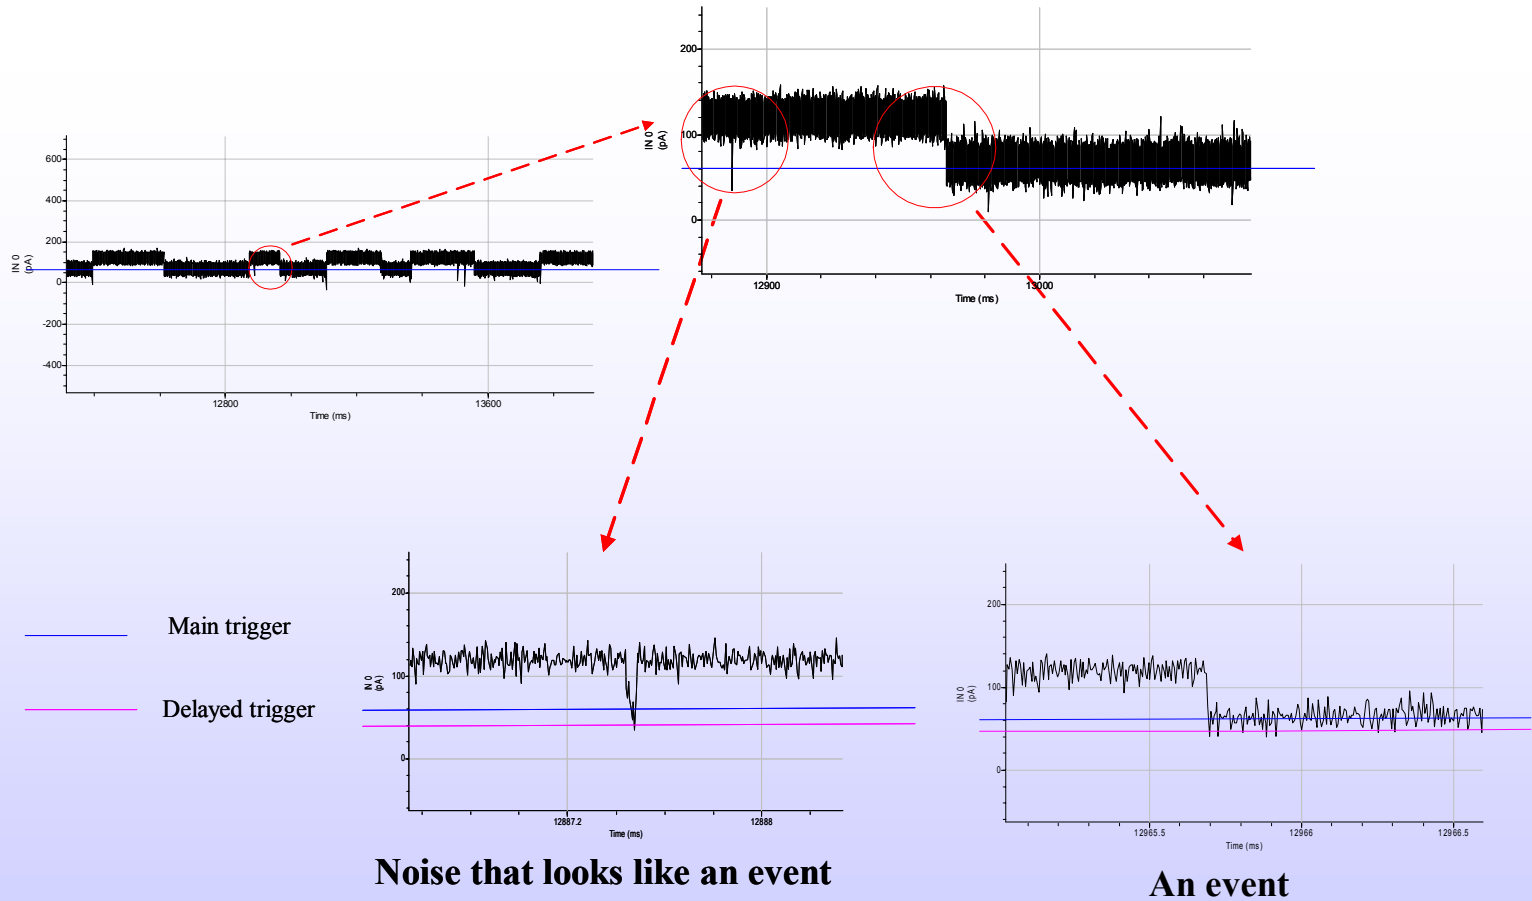 200
100
0
IN 0
(pA)
12900
13000
Time (ms)
600
400
200
0
-200
-400
IN 0
(pA)
12800
13600
Time (ms)
Main trigger
Delayed trigger
200
100
0
IN 0
(pA)
12887.2
12888
Time (ms)
Noise that looks like an event
200
100
0
IN 0
(pA)
12965.5
12966
12966.5
Time (ms)
An event